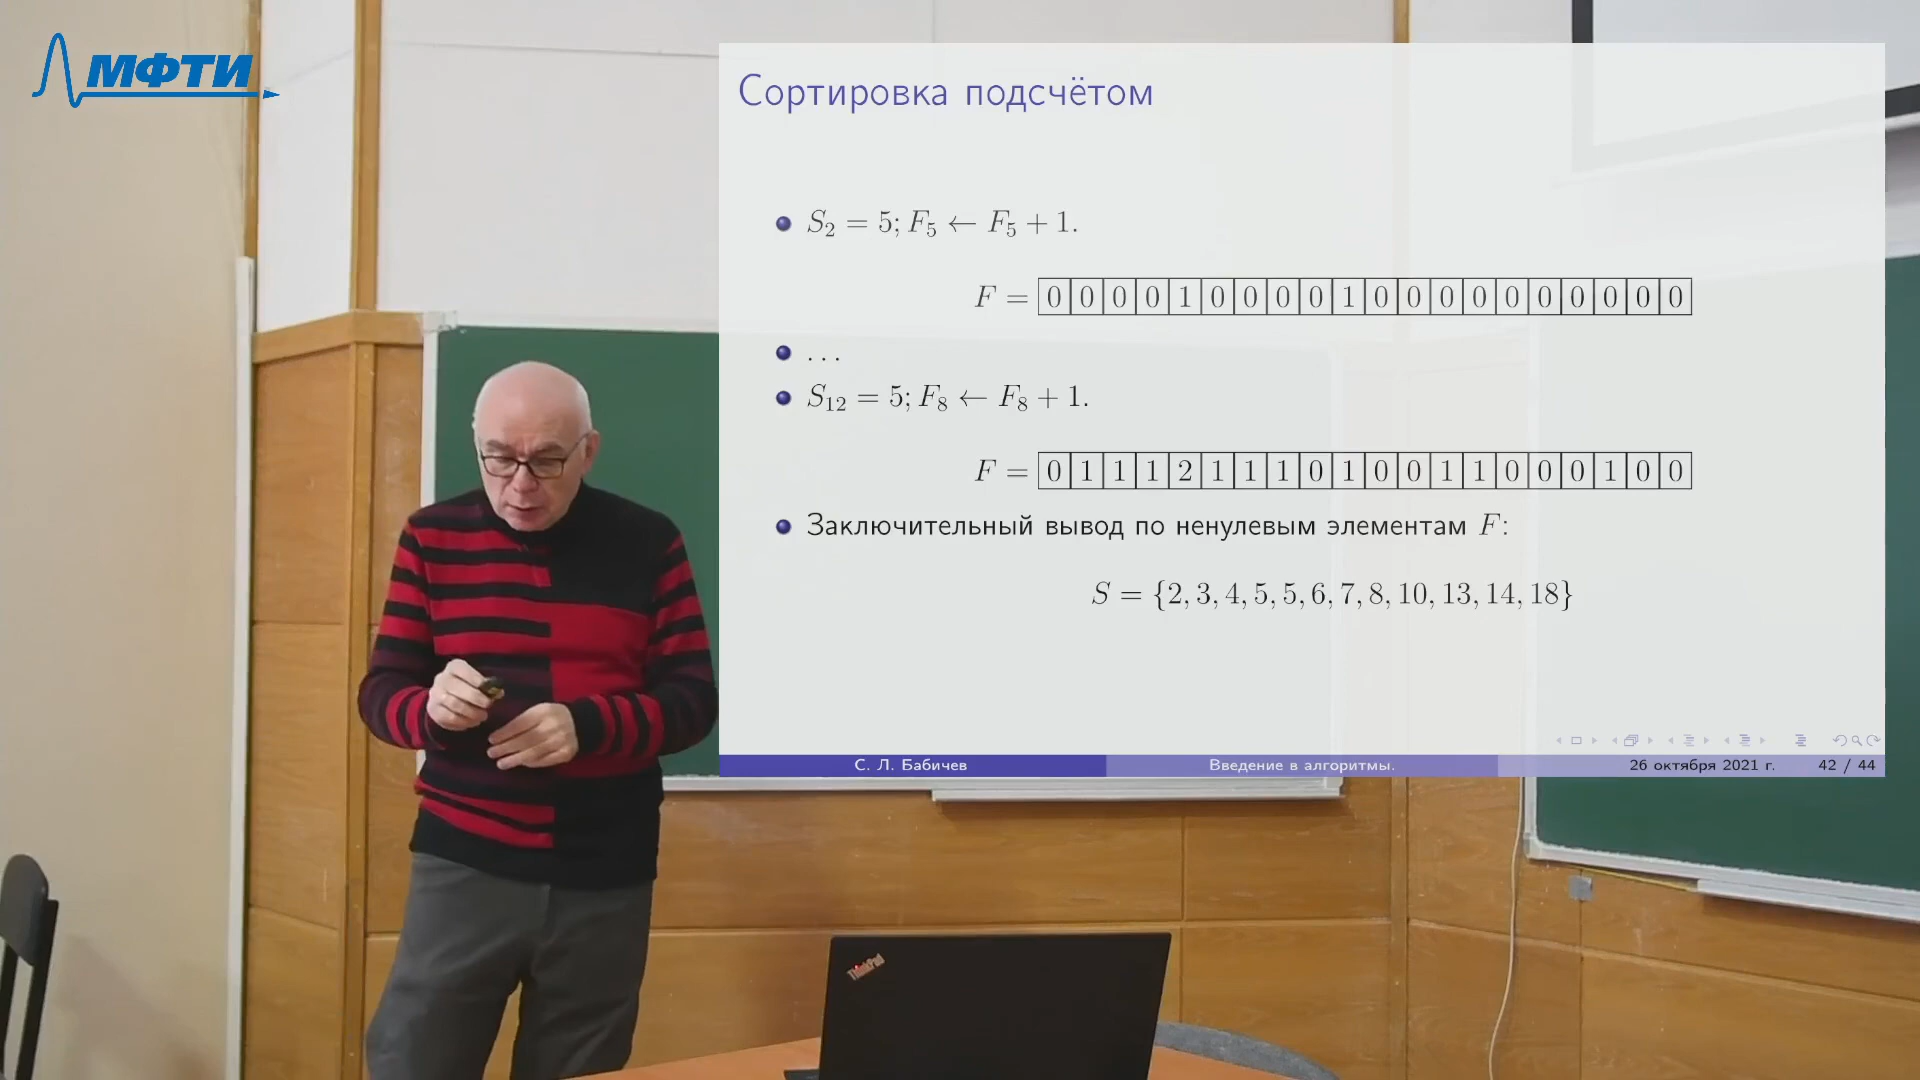 МФТИ
Сортировка подсчётом
S₂ = 5; F₅ ← F₅ + 1.
F = 0 0 0 0 1 0 0 0 0 1 0 0 0 0 0 0 0 0 0 0
...
S₁₂ = 5; F₈ ← F₈ + 1.
F = 0 1 1 1 2 1 1 1 0 1 0 0 1 1 0 0 0 1 0 0
Заключительный вывод по ненулевым элементам F:
S = {2, 3, 4, 5, 5, 6, 7, 8, 10, 13, 14, 18}
С. Л. Бабичев Введение в алгоритмы. 26 октября 2021 г. 42 / 44
ThinkPad